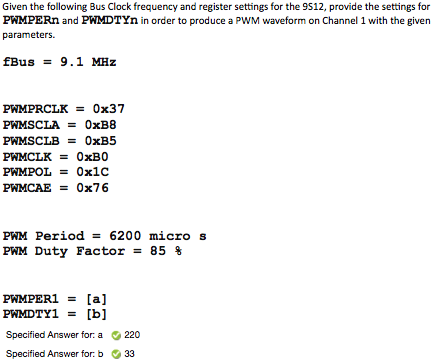 Given the following Bus Clock frequency and register settings for the 9S12, provide the settings for
PWMPERn and PWMDTYn in order to produce a PWM waveform on Channel 1 with the given
parameters.
fBus = 9.1 MHz
PWMPRCLK = 0x37
PWMSCLA = 0xB8
PWMSCLB = 0xB5
PWMCLK = 0xB0
PWMPOL = 0x1C
PWMCAE = 0x76
PWM Period = 6200 micro s
PWM Duty Factor = 85 %
PWMPER1 = [a]
PWMDTY1 = [b]
Specified Answer for: a 220
Specified Answer for: b 33